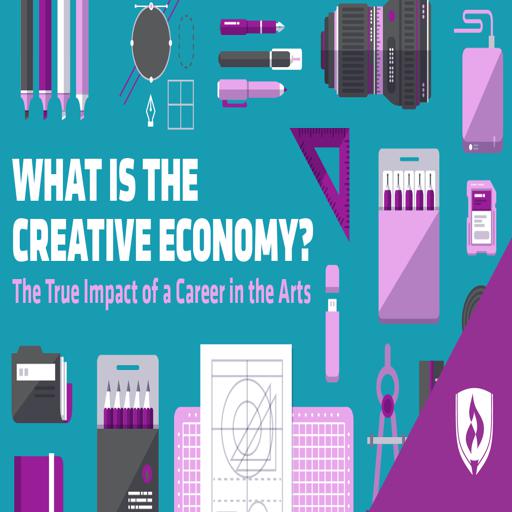 WHAT IS THE
CREATIVE ECONOMY?
The True Impact of a Career in the Arts